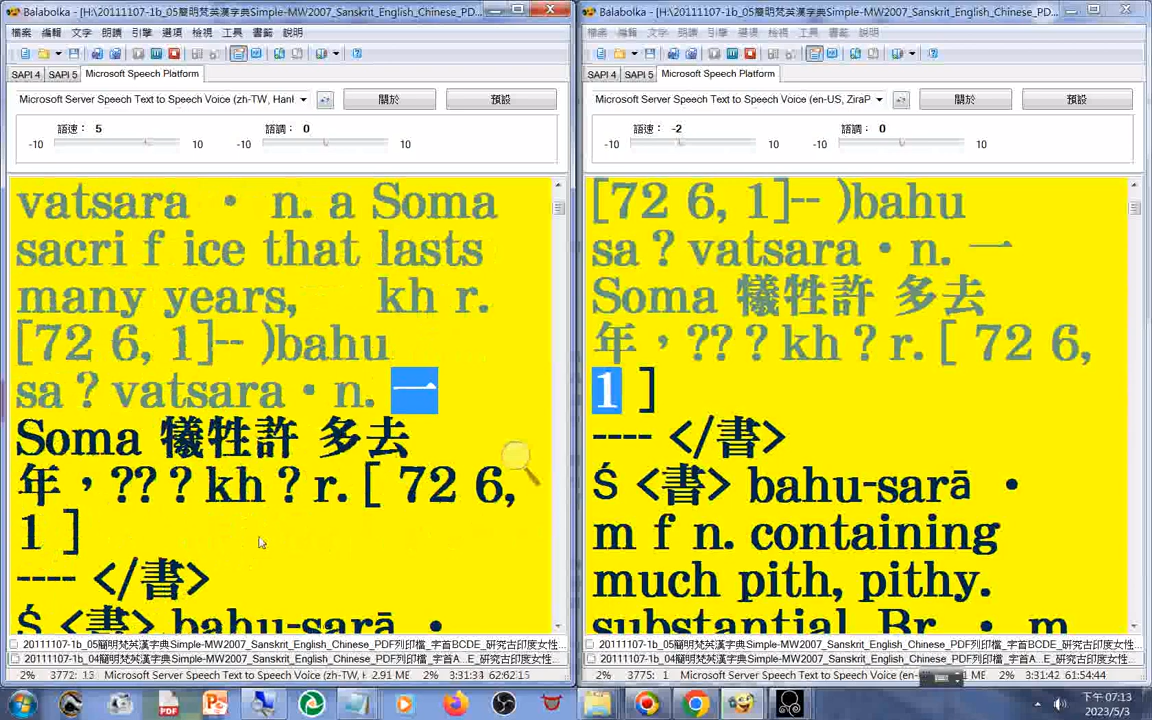 Balabolka - [H:\20111107-1b_05簡明梵英漢字典Simple-MW2007_Sanskrit_English_Chinese_PD...
檔案 編輯 文字 朗讀 引擎 選項 檢視 工具 書籤 說明
SAPI 4 SAPI 5 Microsoft Speech Platform
Microsoft Server Speech Text to Speech Voice (zh-TW, Hanl
關於 預設
語速： 5 語調： 0
-10 10 -10 10
vatsara • n. a Soma
sacri f ice that lasts
many years, kh r.
[72 6, 1]-- )bahu
sa？vatsara • n. 一
Soma 犧牲許 多去
年，??？kh？r. [ 72 6,
1 ]
---- </書>
Ś <書> bahu-sarā •
20111107-1b_05簡明梵英漢字典Simple-MW2007_Sanskrit_English_Chinese_PDF列印檔_字首BCDE_研究古印度女性...
20111107-1b_04簡明梵英漢字典Simple-MW2007_Sanskrit_English_Chinese_PDF列印檔_字首A...E_研究古印度女性...
2% 3772: 13 Microsoft Server Speech Text to Speech Voice (zh-TW, H 2.91 ME 2% 3:31:33
Balabolka - [H:\20111107-1b_05簡明梵英漢字典Simple-MW2007_Sanskrit_English_Chinese_PD...
檔案 編輯 文字 朗讀 引擎 選項 檢視 工具 書籤 說明
SAPI 4 SAPI 5 Microsoft Speech Platform
Microsoft Server Speech Text to Speech Voice (en-US, ZiraP
關於 預設
語速： -2 語調： 0
-10 10 -10 10
[72 6, 1]-- )bahu
sa？vatsara • n. 一
Soma 犧牲許 多去
年，??？kh？r. [ 72 6,
1 ]
---- </書>
Ś <書> bahu-sarā •
m f n. containing
much pith, pithy.
substantial Br. • m
20111107-1b_05簡明梵英漢字典Simple-MW2007_Sanskrit_English_Chinese_PDF列印檔_字首BCDE_研究古印度女性...
20111107-1b_04簡明梵英漢字典Simple-MW2007_Sanskrit_English_Chinese_PDF列印檔_字首A...E_研究古印度女性...
2% 3775: 1 Microsoft Server Speech Text to Speech ME 2% 3:31:42 61:54:44
下午 07:13
2023/5/3